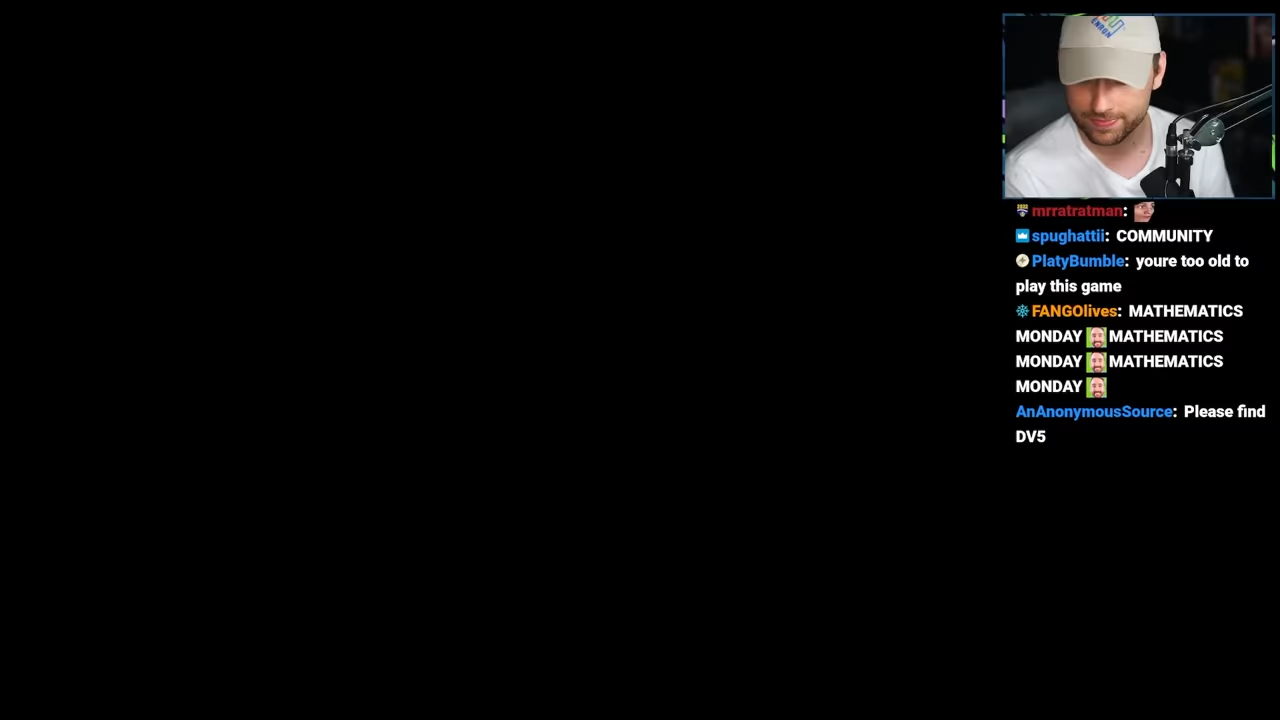 ENRON
mrratratman:
spughattii: COMMUNITY
PlatyBumble: youre too old to
play this game
FANGOlives: MATHEMATICS
MONDAY MATHEMATICS
MONDAY MATHEMATICS
MONDAY
AnAnonymousSource: Please find
DV5